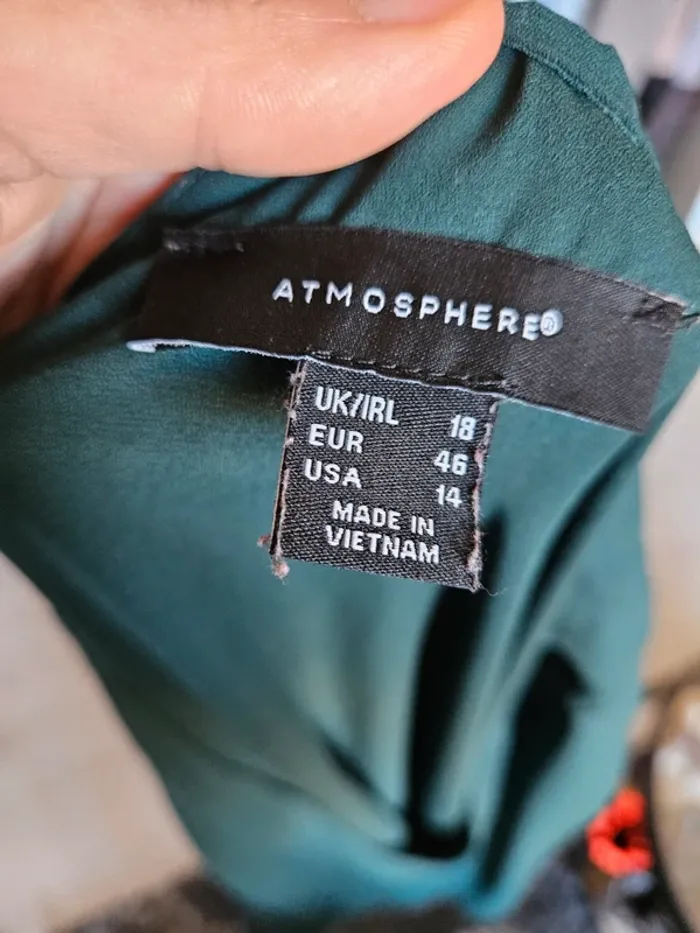 ATMOSPHERE®
UK/IRL 18
EUR 46
USA 14
MADE IN
VIETNAM